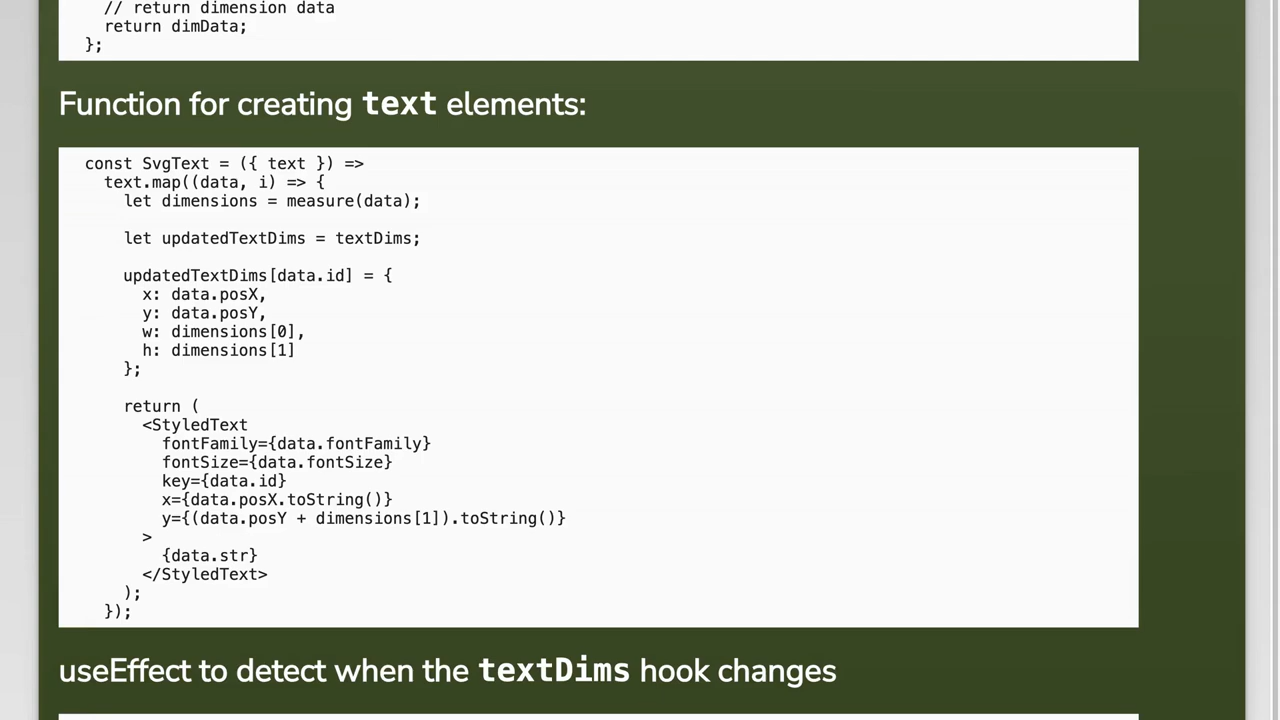 // return dimension data
return dimData;
};
Function for creating text elements:
const SvgText = ({ text }) =>
text.map((data, i) => {
let dimensions = measure(data);
let updatedTextDims = textDims;
updatedTextDims[data.id] = {
x: data.posX,
y: data.posY,
w: dimensions[0],
h: dimensions[1]
};
return (
<StyledText
fontFamily={data.fontFamily}
fontSize={data.fontSize}
key={data.id}
x={data.posX.toString()}
y={(data.posY + dimensions[1]).toString()}
>
{data.str}
</StyledText>
);
});
useEffect to detect when the textDims hook changes